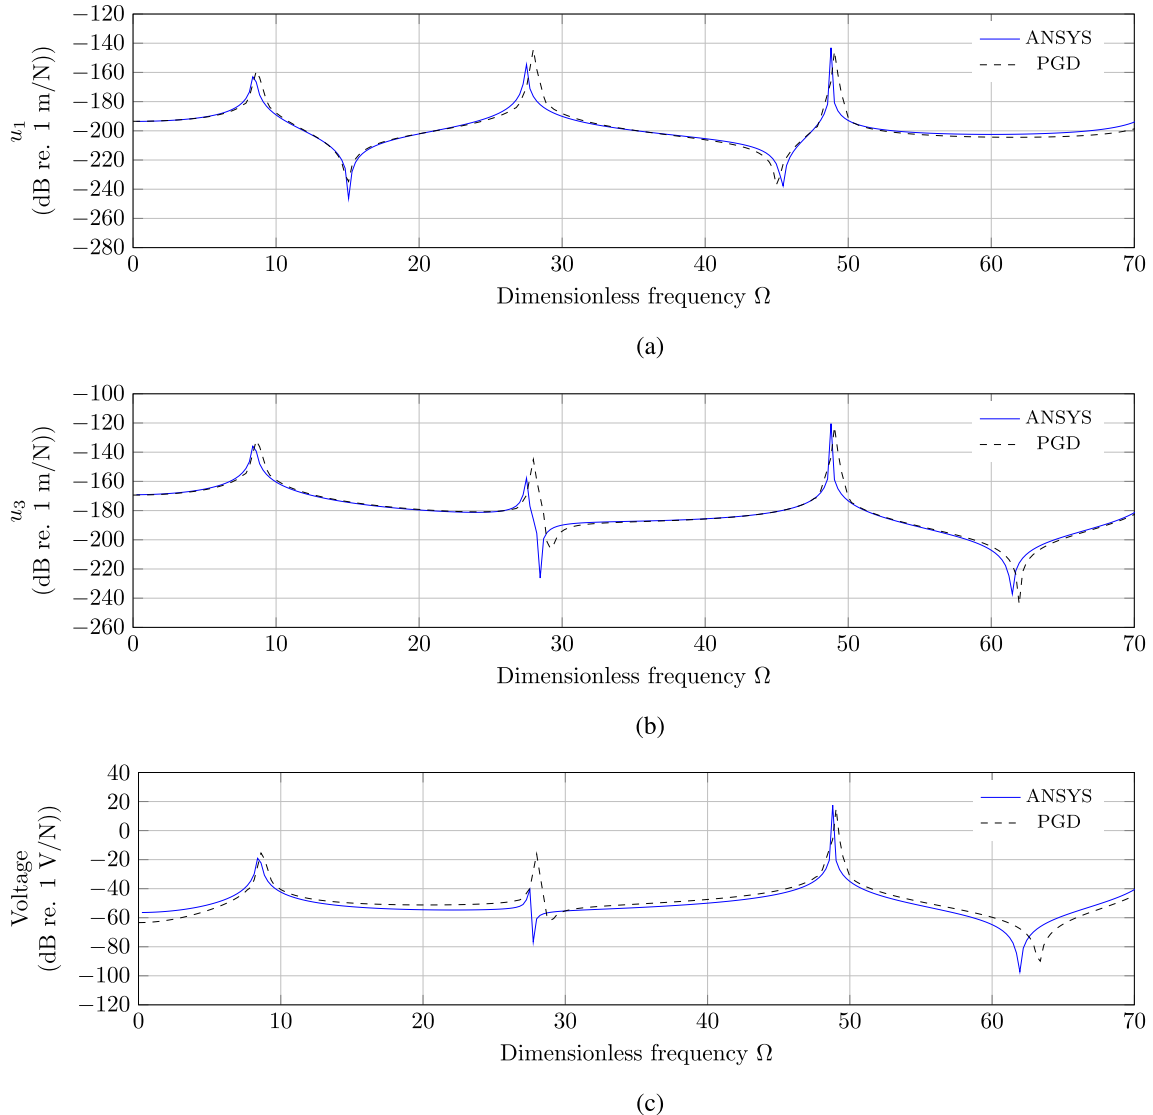 −120
−140
−160
−180
−200
−220
−240
−260
−280
u1
(dB re. 1 m/N))
ANSYS
PGD
0 10 20 30 40 50 60 70
Dimensionless frequency Ω
(a)
−100
−120
−140
−160
−180
−200
−220
−240
−260
u3
(dB re. 1 m/N))
ANSYS
PGD
0 10 20 30 40 50 60 70
Dimensionless frequency Ω
(b)
40
20
0
−20
−40
−60
−80
−100
−120
Voltage
(dB re. 1 V/N))
ANSYS
PGD
0 10 20 30 40 50 60 70
Dimensionless frequency Ω
(c)